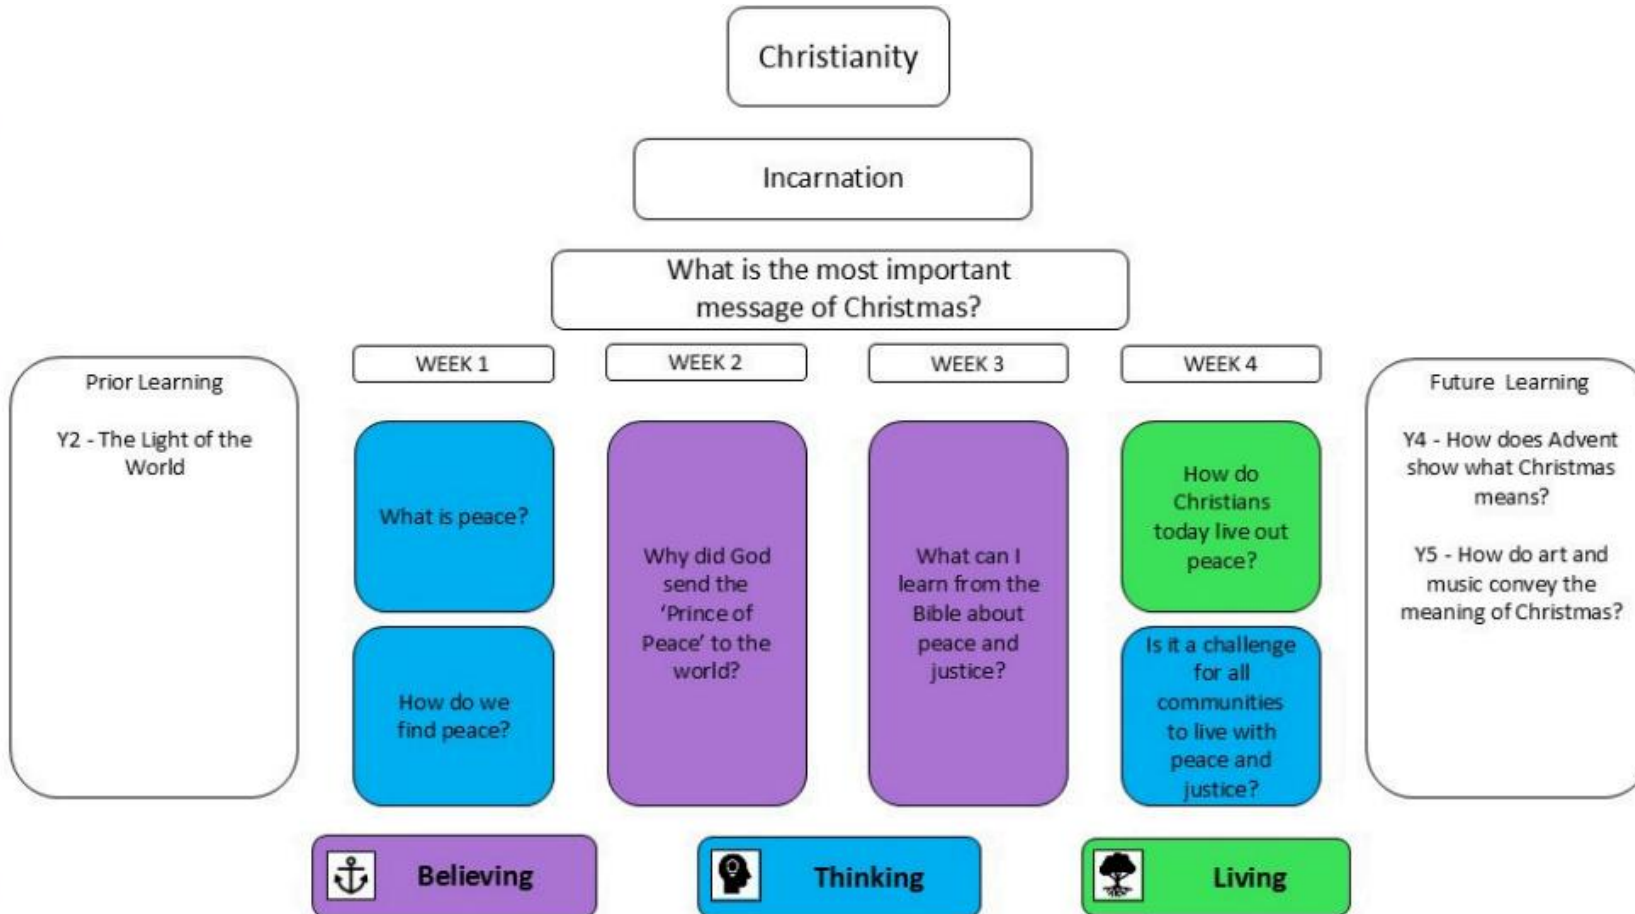 Christianity
Incarnation
What is the most important
message of Christmas?
WEEK 1
WEEK 2
WEEK 3
WEEK 4
Prior Learning
Y2 - The Light of the
World
What is peace?
How do we
find peace?
Why did God
send the
‘Prince of
Peace’ to the
world?
What can I
learn from the
Bible about
peace and
justice?
How do
Christians
today live out
peace?
Is it a challenge
for all
communities
to live with
peace and
justice?
Future Learning
Y4 - How does Advent
show what Christmas
means?
Y5 - How do art and
music convey the
meaning of Christmas?
Believing
Thinking
Living